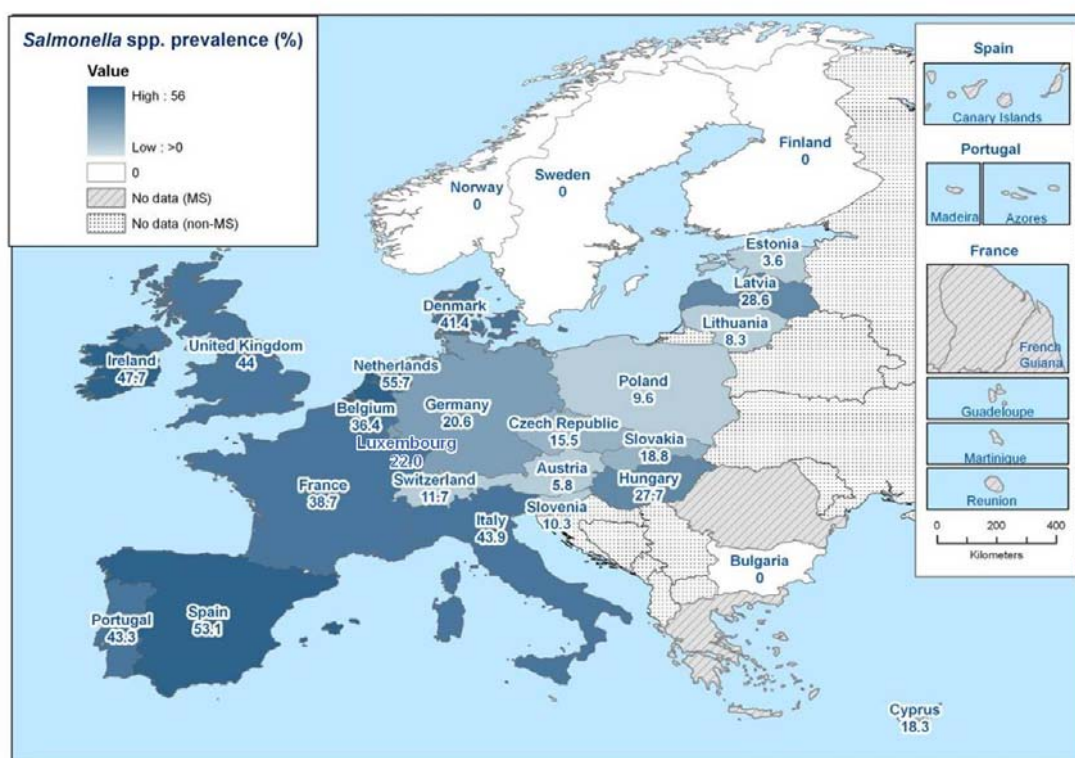 Salmonella spp. prevalence (%)
Value
High : 56
Low : >0
0
No data (MS)
No data (non-MS)
Norway
0
Sweden
0
Finland
0
Estonia
3.6
Latvia
28.6
Lithuania
8.3
Denmark
41.4
Ireland
47.7
United Kingdom
44
Netherlands
55.7
Belgium
36.4
Luxembourg
22.0
Germany
20.6
Poland
9.6
Czech Republic
15.5
Slovakia
18.8
Austria
5.8
Hungary
27.7
Switzerland
11.7
Slovenia
10.3
France
38.7
Italy
43.9
Portugal
43.3
Spain
53.1
Bulgaria
0
Cyprus
18.3
Spain
Canary Islands
Portugal
Madeira
Azores
France
French
Guiana
Guadeloupe
Martinique
Reunion
0 200 400
Kilometers